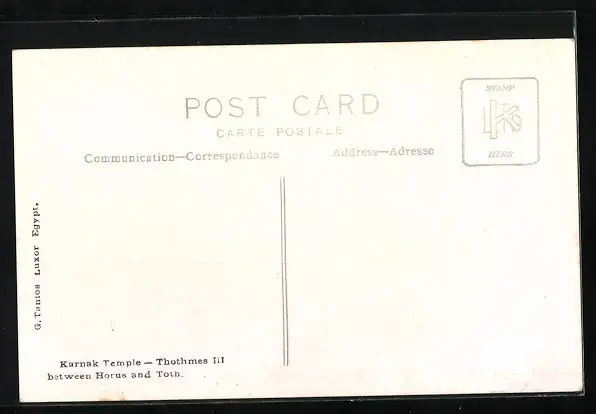 POST CARD
CARTE POSTALE
Communication—Correspondance
Address—Adresse
STAMP
HERE
G. Tanios Luxor Egypt.
Karnak Temple — Thothmes III
between Horus and Toth.